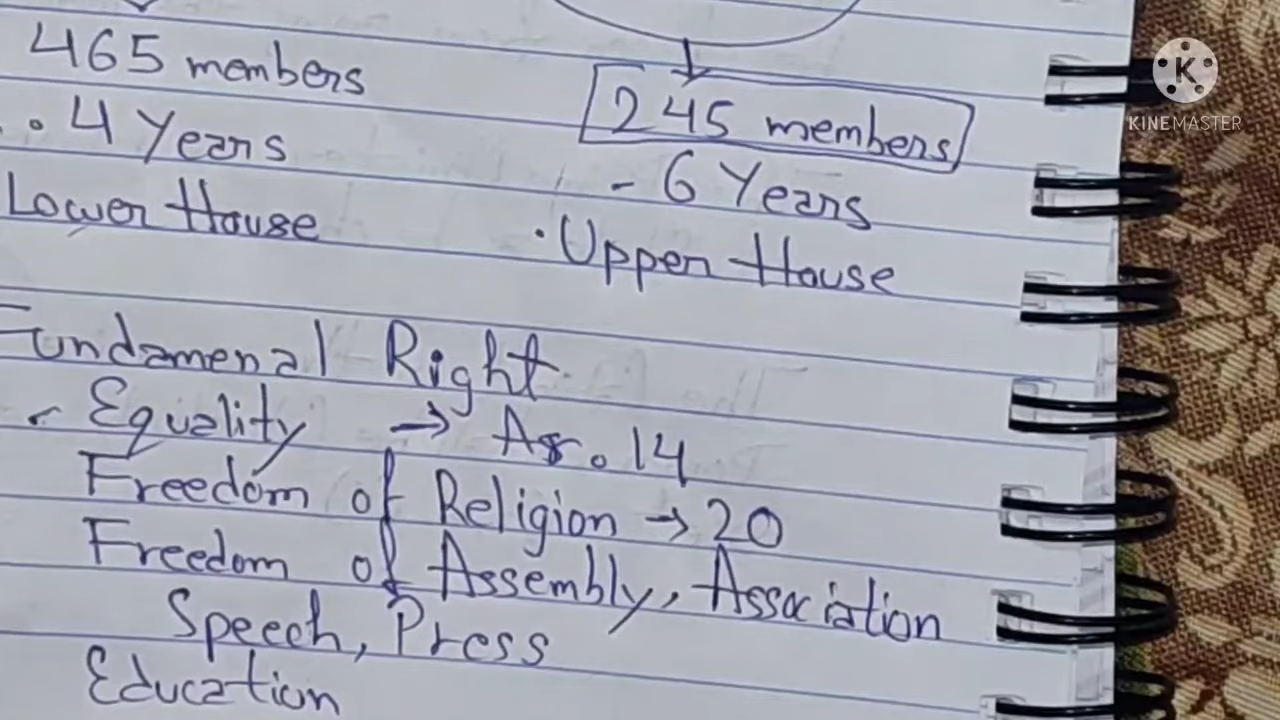 465 members
245 members
. 4 Years
- 6 Years
Lower House
. Upper House
Fundamenal Right
Equality → Ar. 14
Freedom of Religion → 20
Freedom of Assembly, Association
Speech, Press
Education
K
KINEMASTER